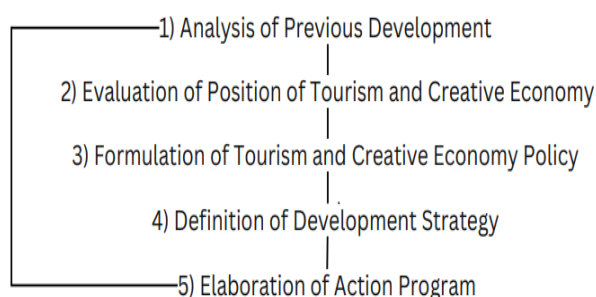 1) Analysis of Previous Development
2) Evaluation of Position of Tourism and Creative Economy
3) Formulation of Tourism and Creative Economy Policy
4) Definition of Development Strategy
5) Elaboration of Action Program